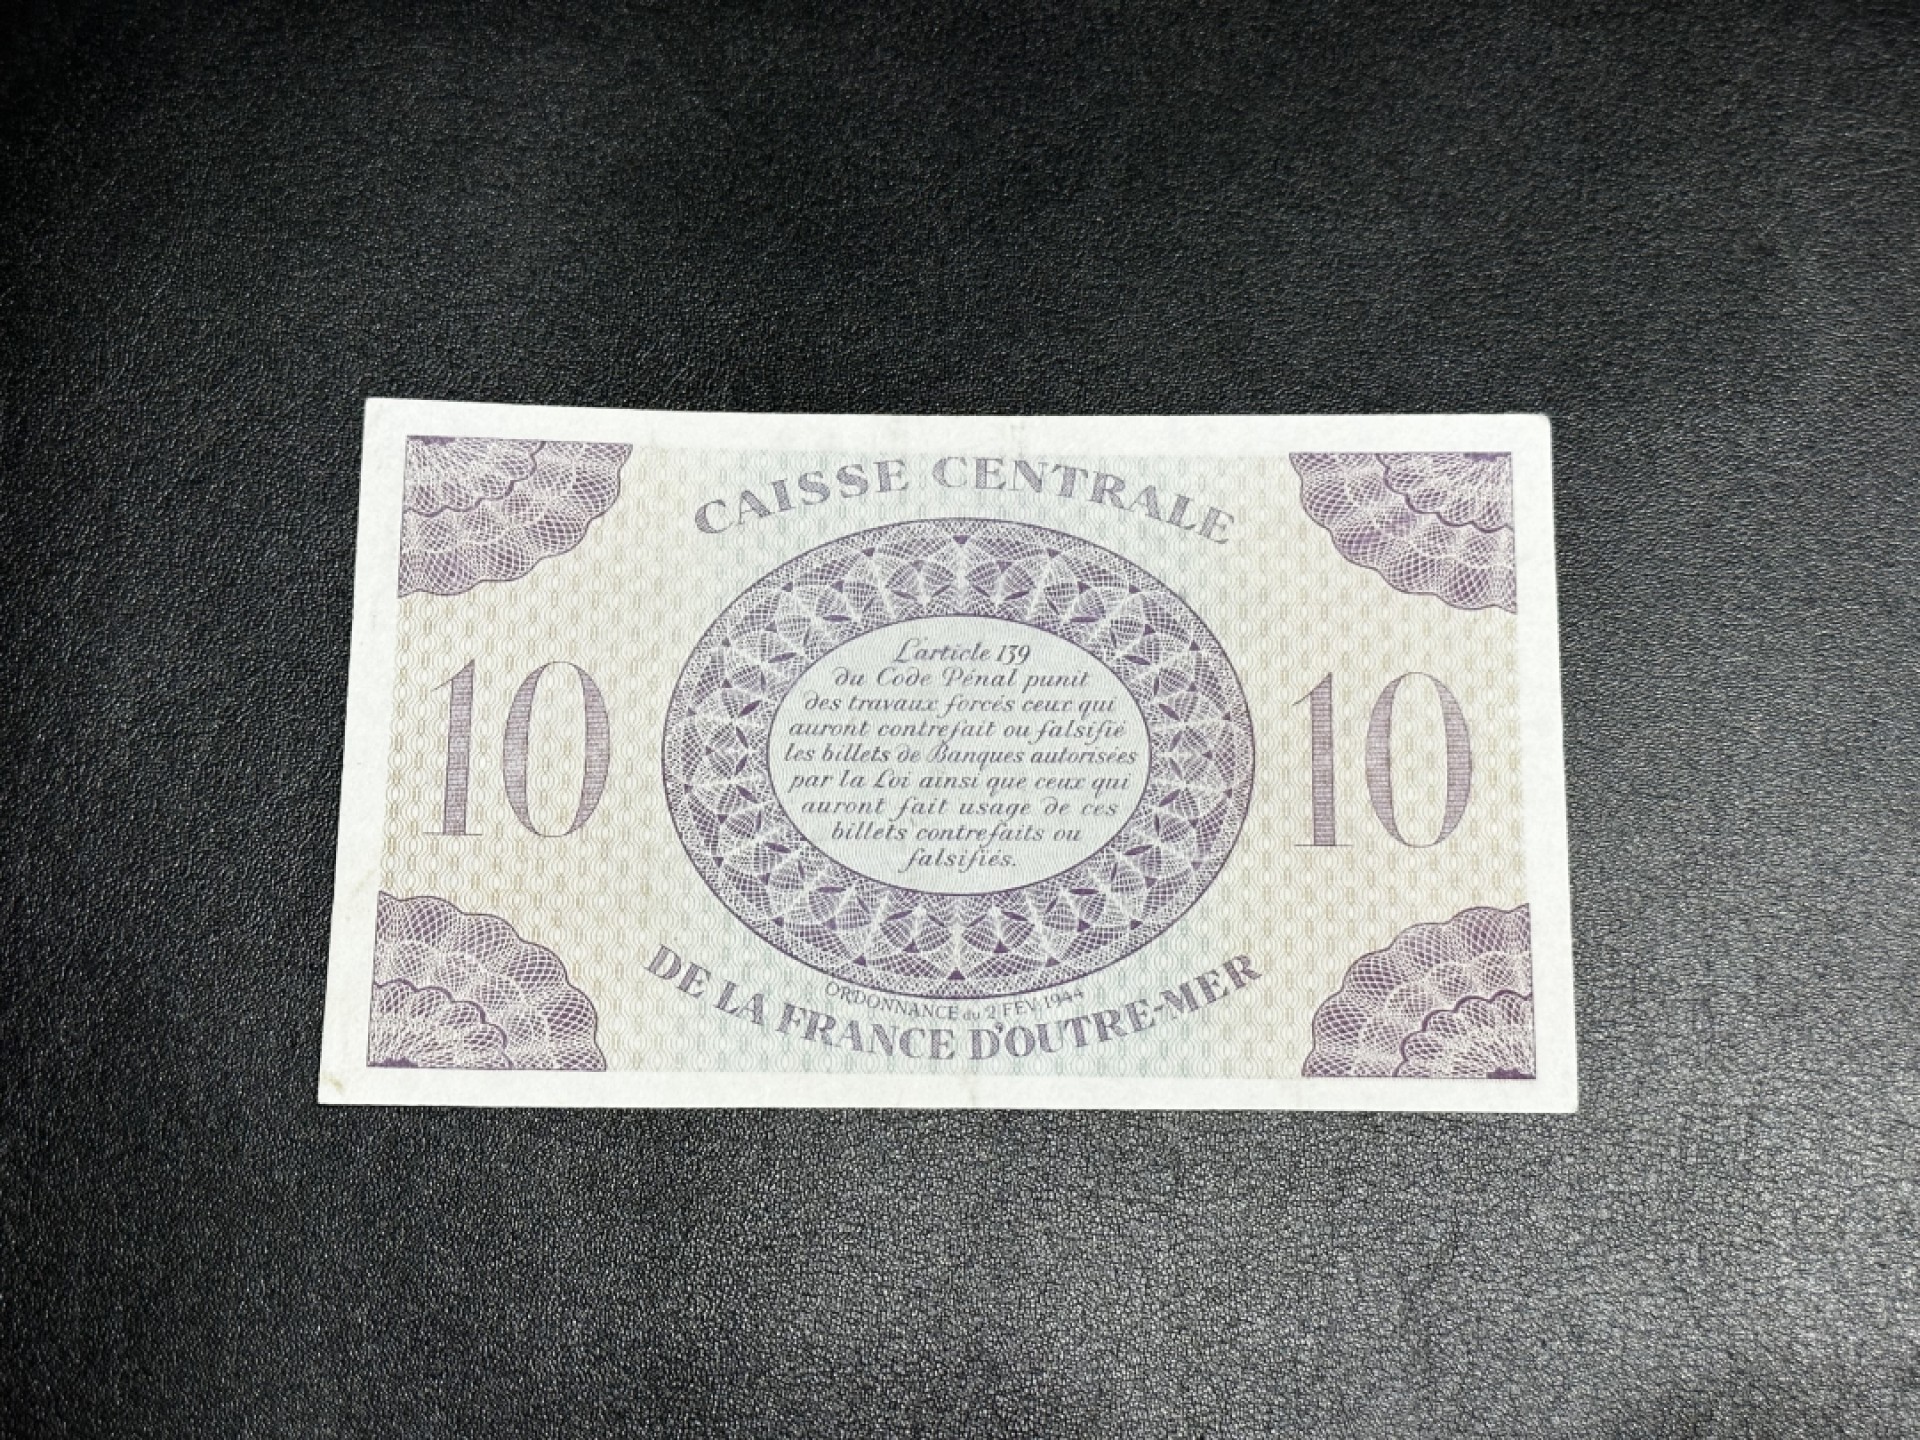 CAISSE CENTRALE
10
L'article 139
du Code Pénal punit
des travaux forcés ceux qui
auront contrefait ou falsifié
les billets de Banques autorisées
par la Loi ainsi que ceux qui
auront fait usage de ces
billets contrefaits ou
falsifiés.
10
ORDONNANCE du 2 FEV. 1944
DE LA FRANCE D'OUTRE-MER